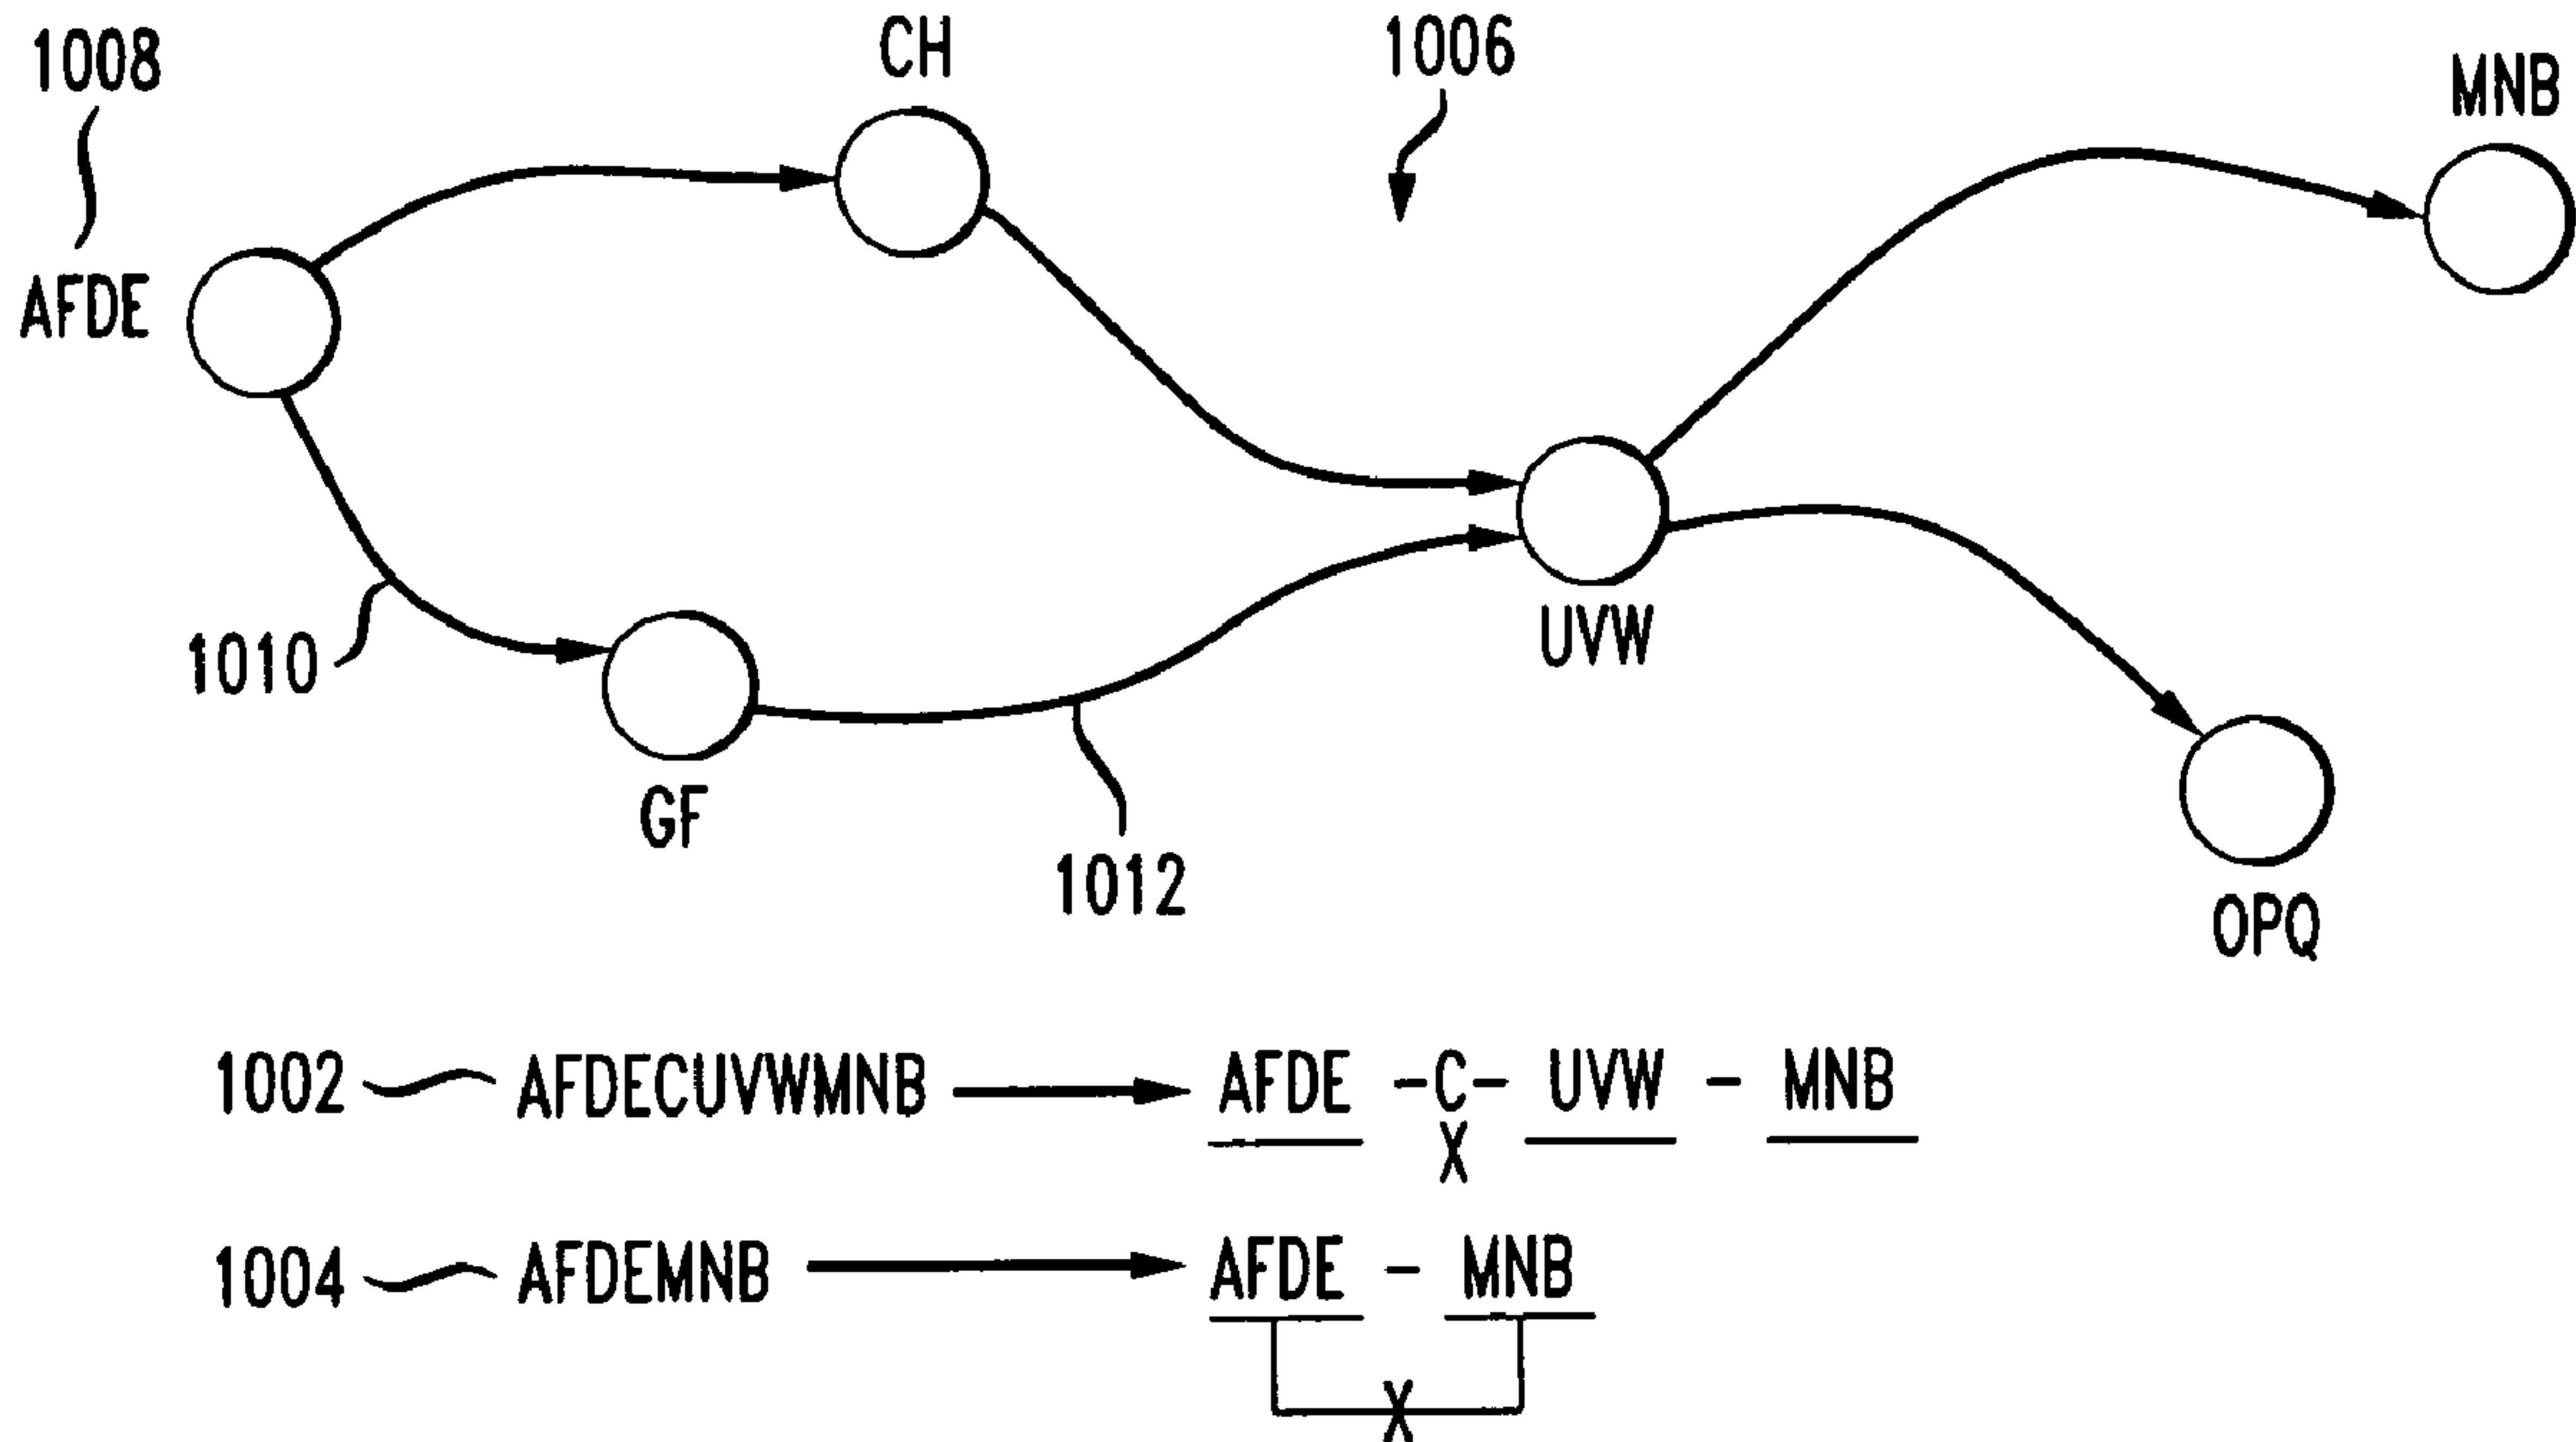 1008
CH
1006
MNB
AFDE
1010
UVW
GF
1012
OPQ
1002 AFDECUVWMNB AFDE -C- UVW - MNB
X
1004 AFDEMNB AFDE - MNB
X